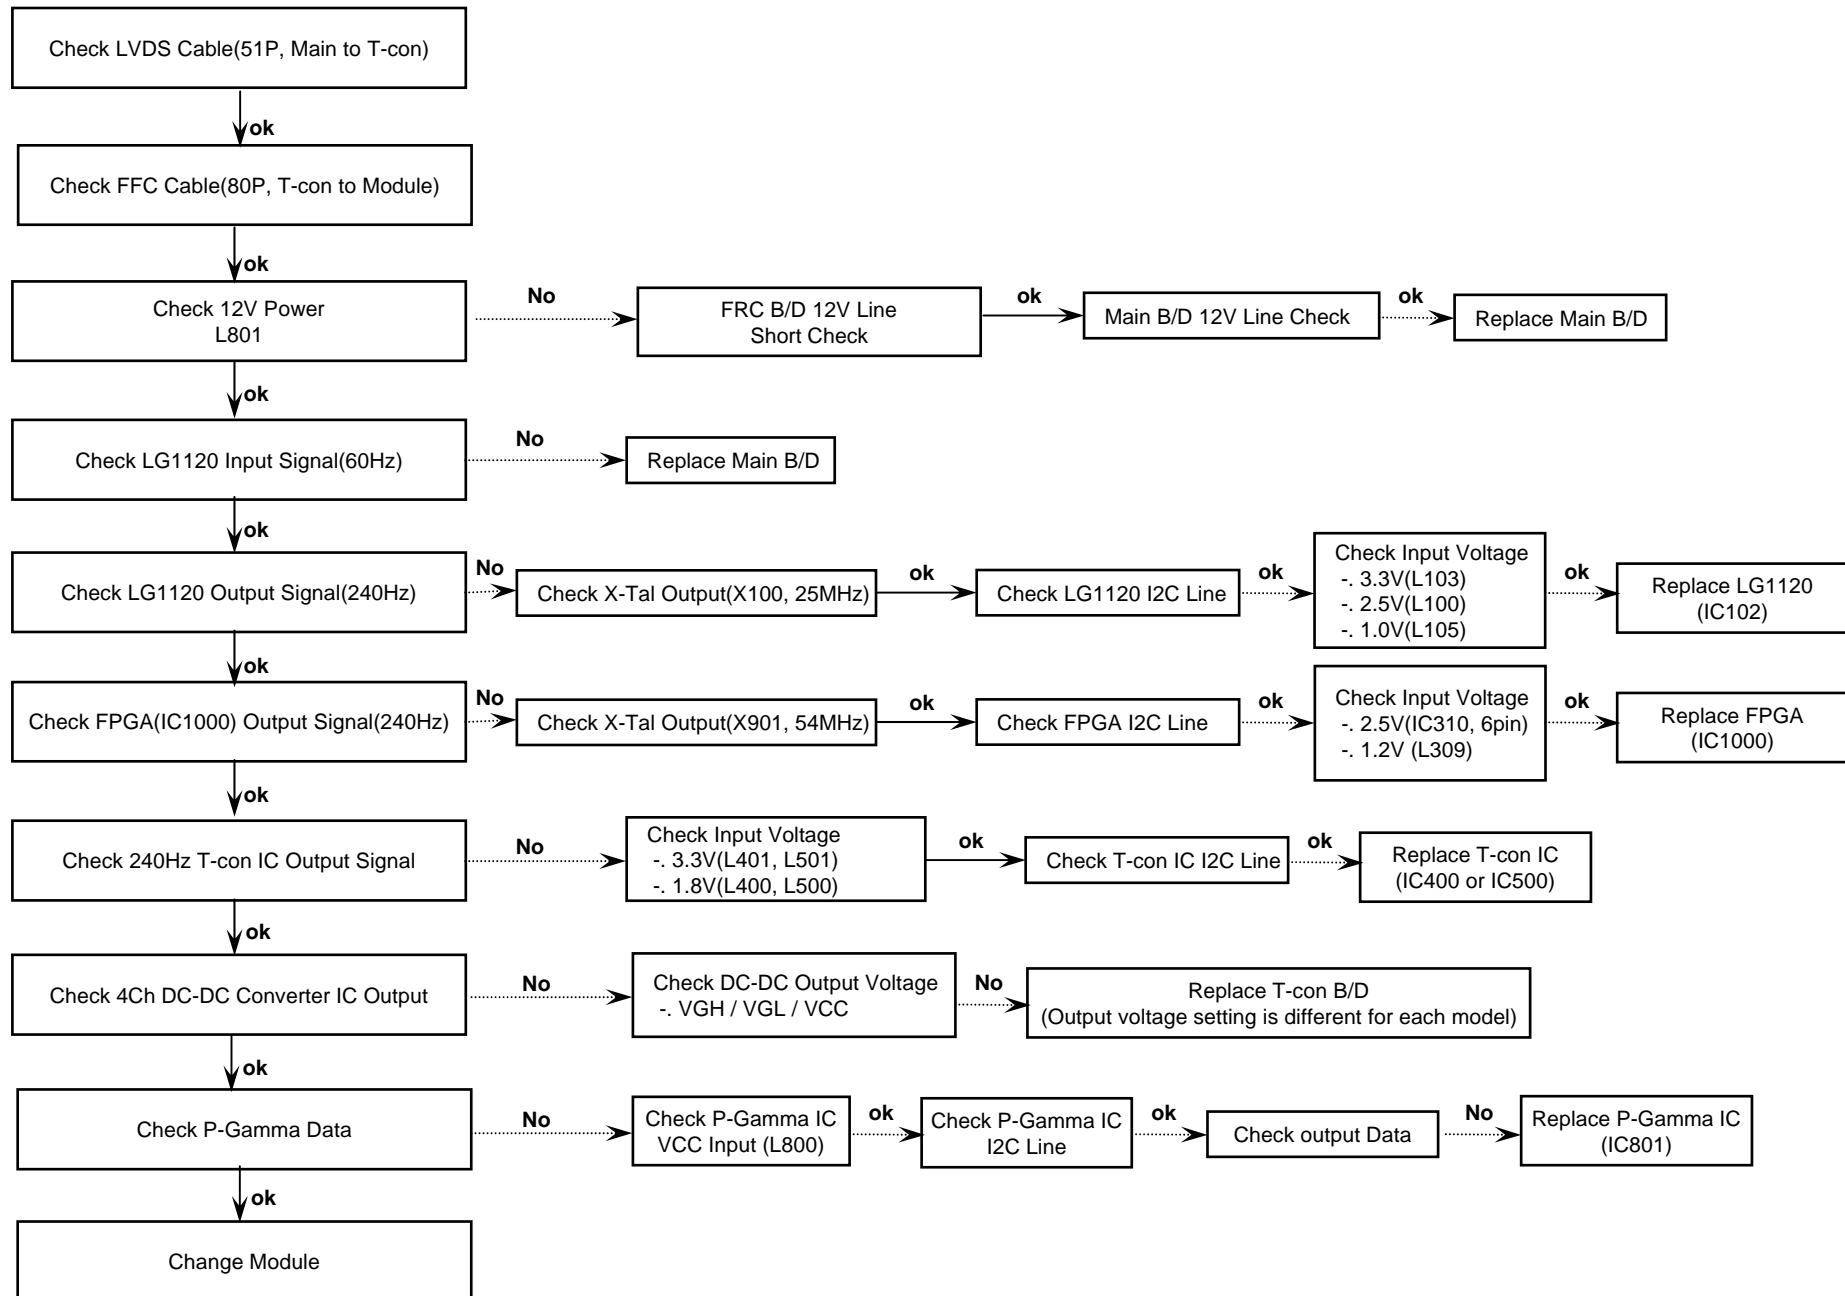 Check LVDS Cable(51P, Main to T-con)
ok
Check FFC Cable(80P, T-con to Module)
ok
Check 12V Power
L801
No
FRC B/D 12V Line
Short Check
ok
Main B/D 12V Line Check
ok
Replace Main B/D
ok
Check LG1120 Input Signal(60Hz)
No
Replace Main B/D
ok
Check LG1120 Output Signal(240Hz)
No
Check X-Tal Output(X100, 25MHz)
ok
Check LG1120 I2C Line
ok
Check Input Voltage
-. 3.3V(L103)
-. 2.5V(L100)
-. 1.0V(L105)
ok
Replace LG1120
(IC102)
ok
Check FPGA(IC1000) Output Signal(240Hz)
No
Check X-Tal Output(X901, 54MHz)
ok
Check FPGA I2C Line
ok
Check Input Voltage
-. 2.5V(IC310, 6pin)
-. 1.2V (L309)
ok
Replace FPGA
(IC1000)
ok
Check 240Hz T-con IC Output Signal
No
Check Input Voltage
-. 3.3V(L401, L501)
-. 1.8V(L400, L500)
ok
Check T-con IC I2C Line
ok
Replace T-con IC
(IC400 or IC500)
ok
Check 4Ch DC-DC Converter IC Output
No
Check DC-DC Output Voltage
-. VGH / VGL / VCC
No
Replace T-con B/D
(Output voltage setting is different for each model)
ok
Check P-Gamma Data
No
Check P-Gamma IC
VCC Input (L800)
ok
Check P-Gamma IC
I2C Line
ok
Check output Data
No
Replace P-Gamma IC
(IC801)
ok
Change Module